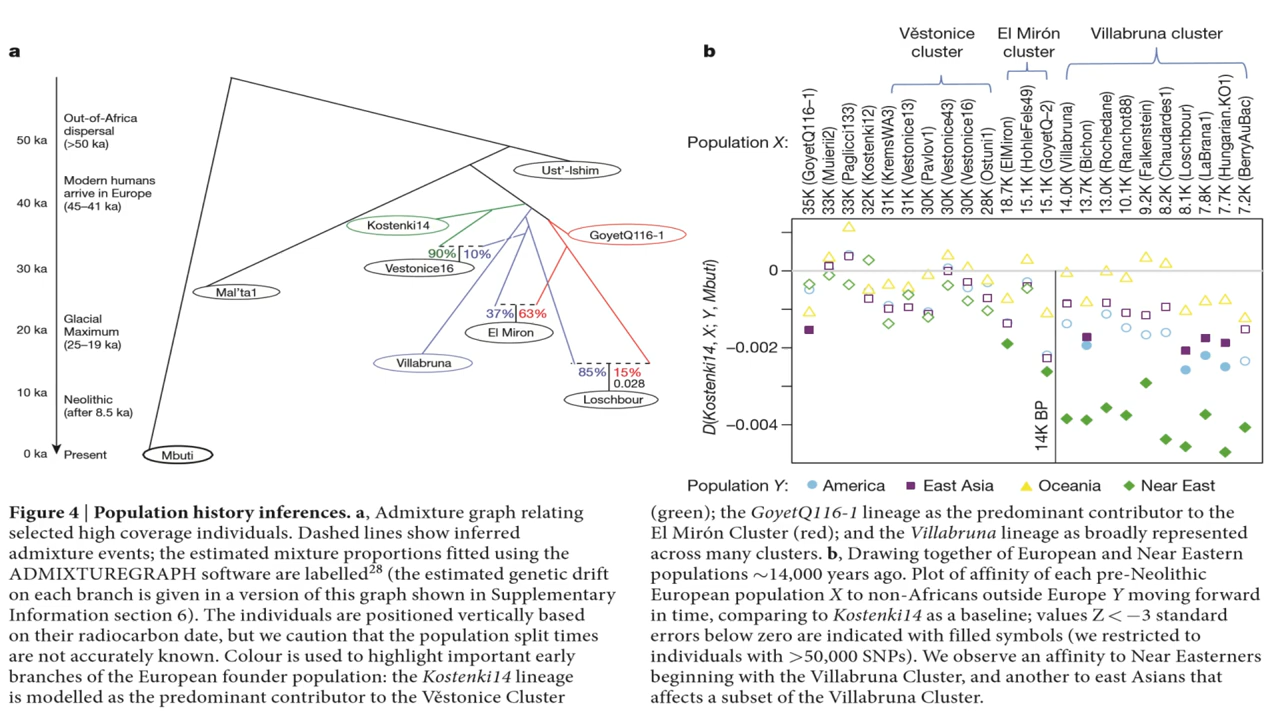 a
Out-of-Africa
dispersal
(>50 ka)
50 ka
Modern humans
arrive in Europe
(45–41 ka)
40 ka
30 ka
Glacial
Maximum
(25–19 ka)
20 ka
10 ka
Neolithic
(after 8.5 ka)
0 ka
Present
Ust'-Ishim
Kostenki14
GoyetQ116-1
90% 10%
Vestonice16
Mal'ta1
37% 63%
El Miron
Villabruna
85% 15%
0.028
Loschbour
Mbuti
b
Věstonice
cluster
El Mirón
cluster
Villabruna cluster
Population X:
35K (GoyetQ116–1)
33K (Muierii2)
33K (Paglicci133)
32K (Kostenki12)
31K (KremsWA3)
31K (Vestonice13)
30K (Pavlov1)
30K (Vestonice43)
30K (Vestonice16)
28K (Ostuni1)
18.7K (ElMiron)
15.1K (HohleFels49)
15.1K (GoyetQ–2)
14.0K (Villabruna)
13.7K (Bichon)
13.0K (Rochedane)
10.1K (Ranchot88)
9.2K (Falkenstein)
8.2K (Chaudardes1)
8.1K (Loschbour)
7.8K (LaBrana1)
7.7K (Hungarian.KO1)
7.2K (BerryAuBac)
D(Kostenki14, X; Y, Mbuti)
0
−0.002
−0.004
14K BP
Population Y: America East Asia Oceania Near East
Figure 4 | Population history inferences. a, Admixture graph relating
selected high coverage individuals. Dashed lines show inferred
admixture events; the estimated mixture proportions fitted using the
ADMIXTUREGRAPH software are labelled28 (the estimated genetic drift
on each branch is given in a version of this graph shown in Supplementary
Information section 6). The individuals are positioned vertically based
on their radiocarbon date, but we caution that the population split times
are not accurately known. Colour is used to highlight important early
branches of the European founder population: the Kostenki14 lineage
is modelled as the predominant contributor to the Věstonice Cluster
(green); the GoyetQ116-1 lineage as the predominant contributor to the
El Mirón Cluster (red); and the Villabruna lineage as broadly represented
across many clusters. b, Drawing together of European and Near Eastern
populations ~14,000 years ago. Plot of affinity of each pre-Neolithic
European population X to non-Africans outside Europe Y moving forward
in time, comparing to Kostenki14 as a baseline; values Z < −3 standard
errors below zero are indicated with filled symbols (we restricted to
individuals with >50,000 SNPs). We observe an affinity to Near Easterners
beginning with the Villabruna Cluster, and another to east Asians that
affects a subset of the Villabruna Cluster.